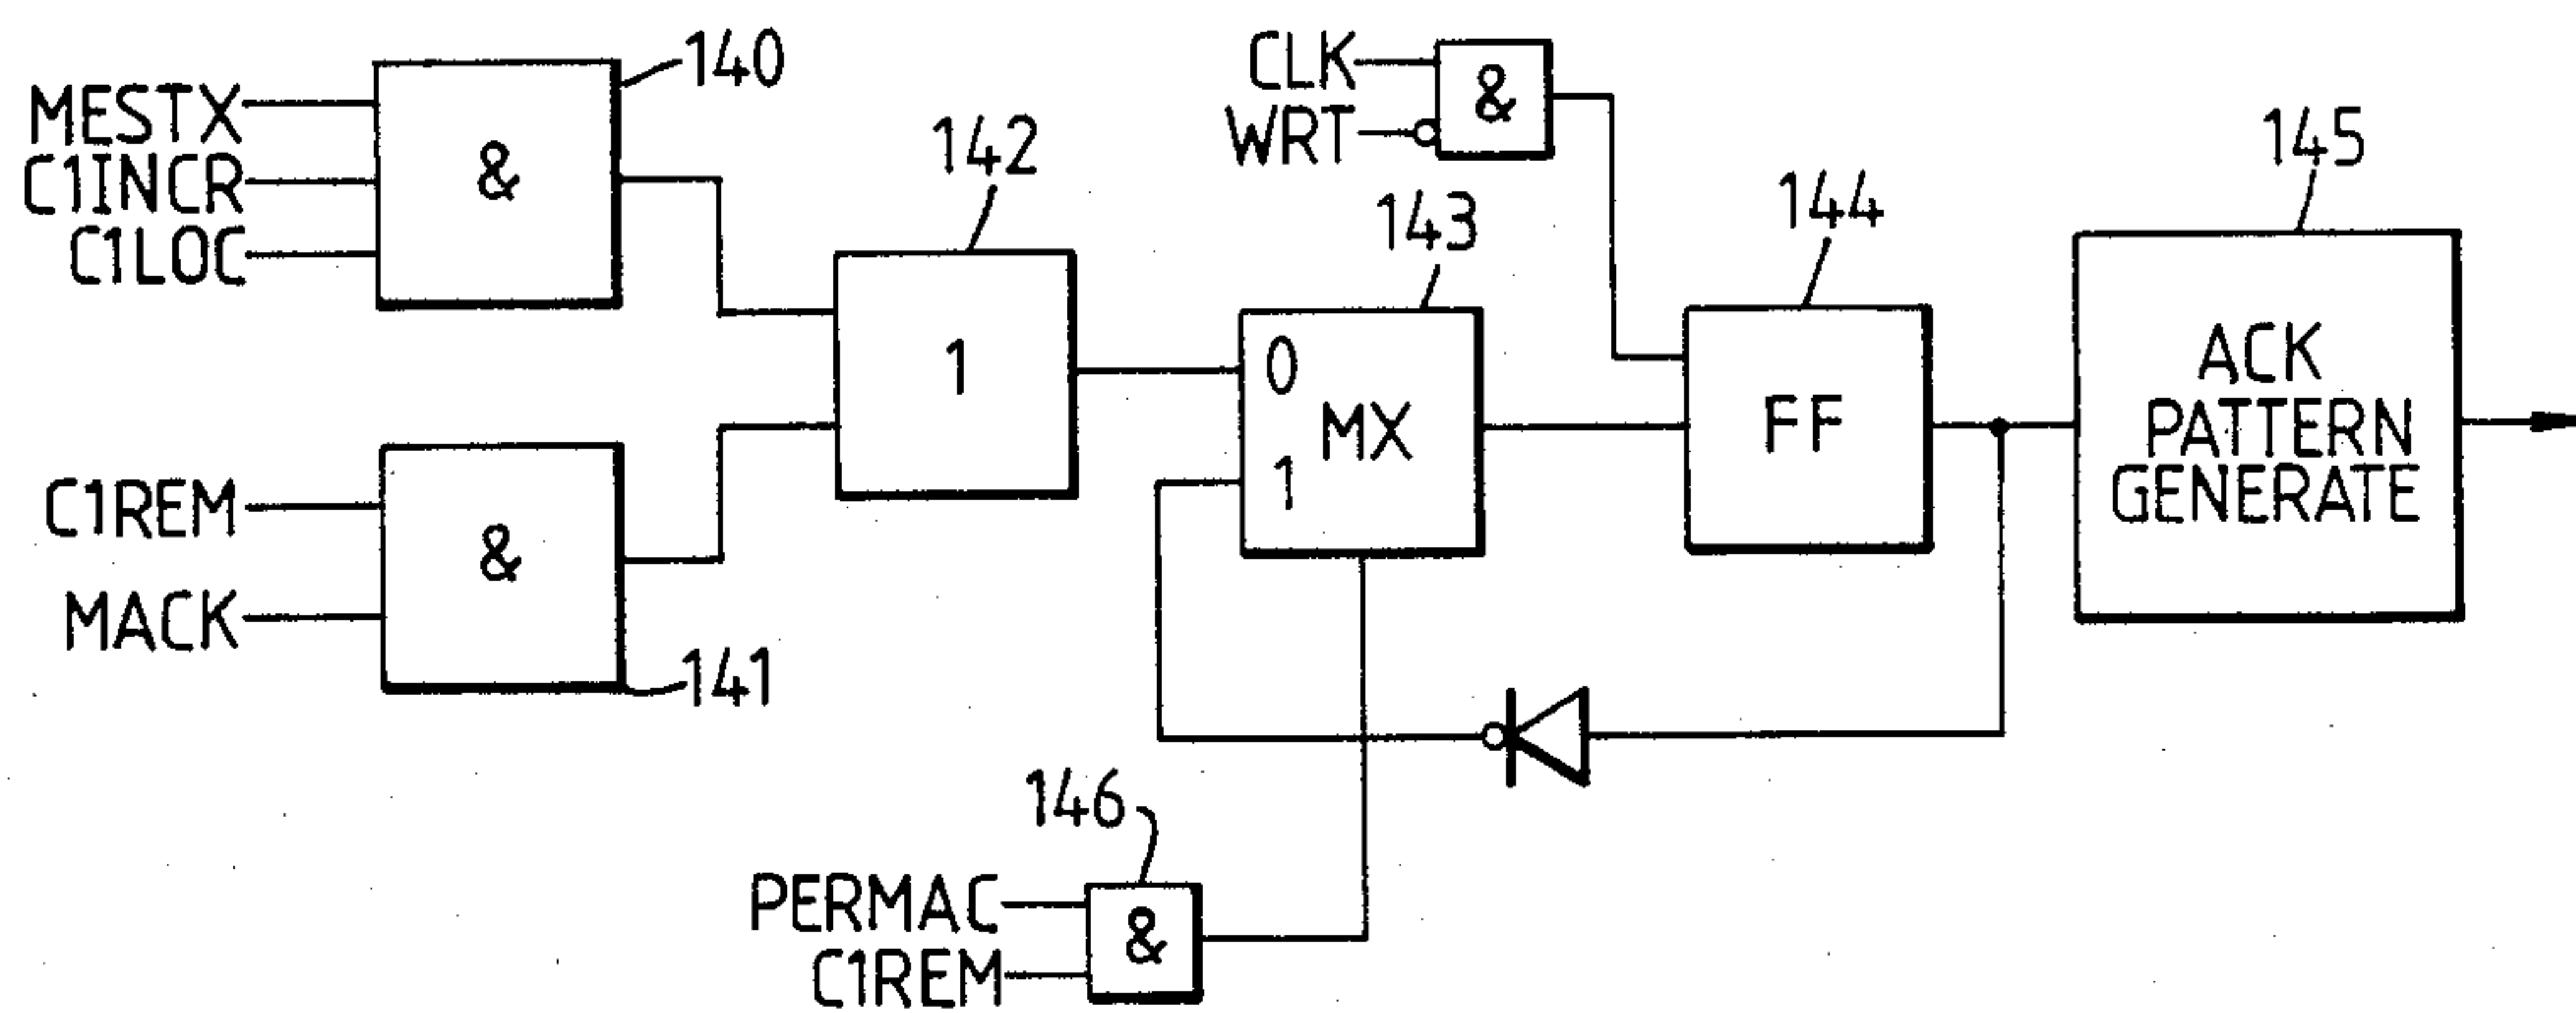 140
MESTX
C1INCR
C1LOC
&
142
1
C1REM
MACK
&
141
CLK
WRT
&
143
0
MX
1
144
FF
145
ACK
PATTERN
GENERATE
146
PERMAC
C1REM
&